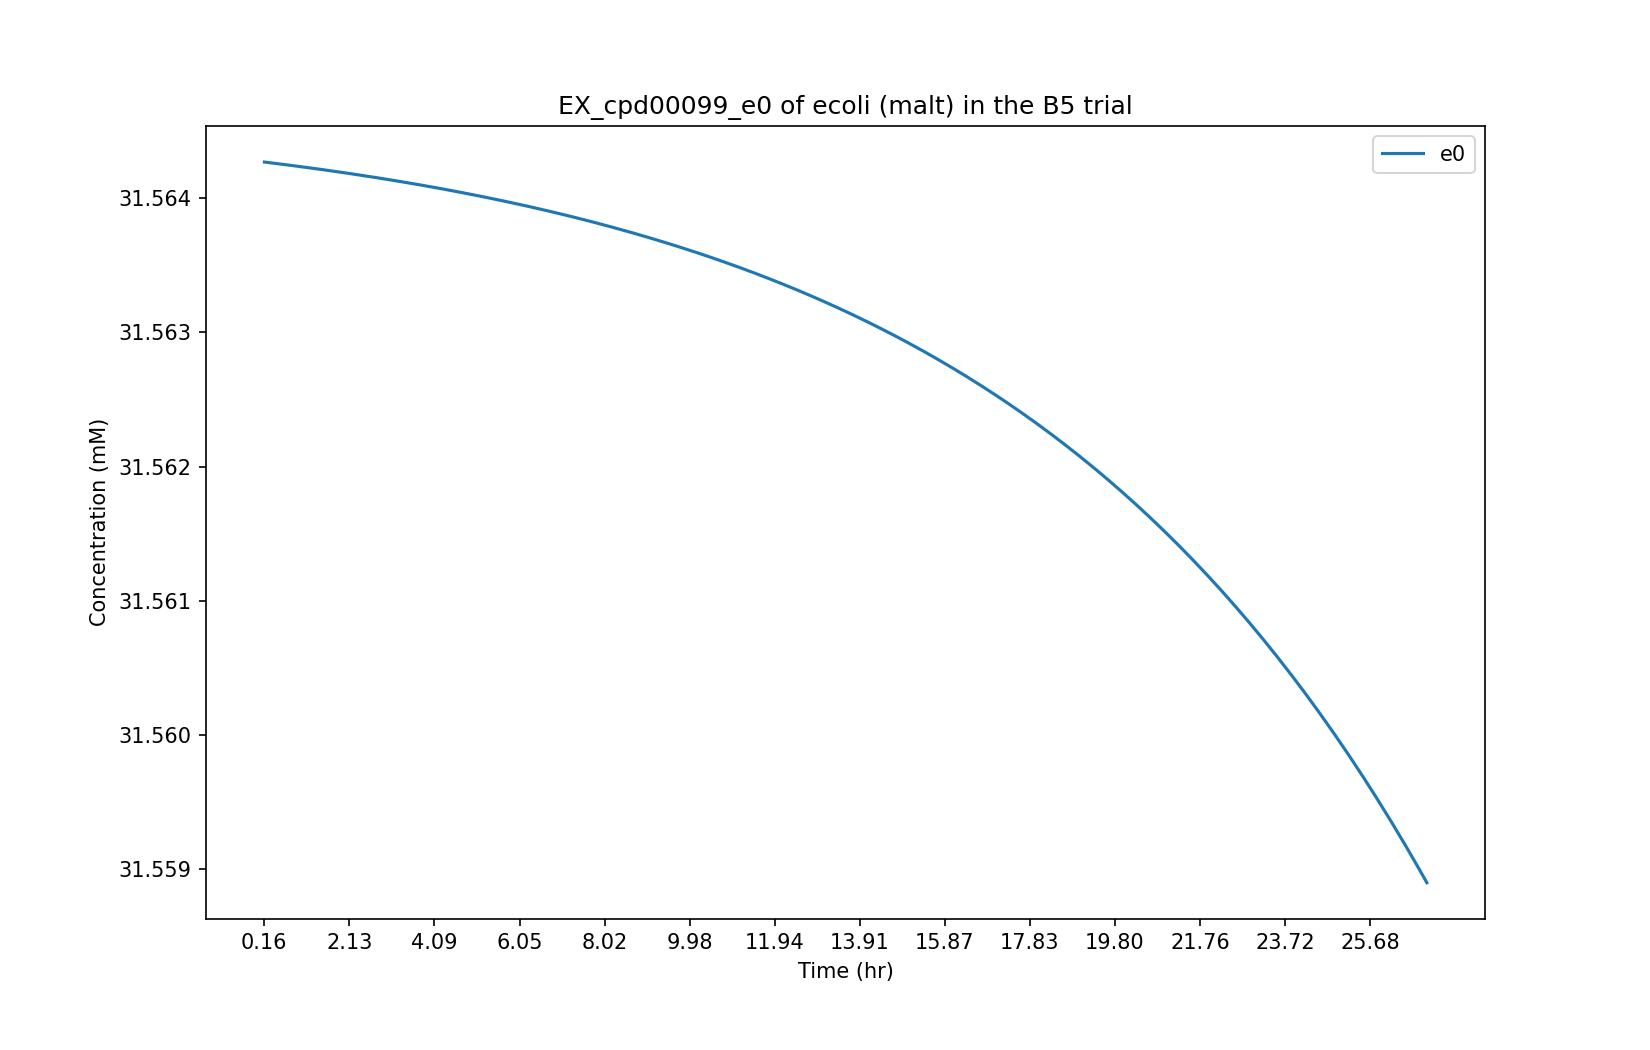 EX_cpd00099_e0 of ecoli (malt) in the B5 trial
e0
31.564
31.563
31.562
31.561
31.560
31.559
Concentration (mM)
0.16 2.13 4.09 6.05 8.02 9.98 11.94 13.91 15.87 17.83 19.80 21.76 23.72 25.68
Time (hr)